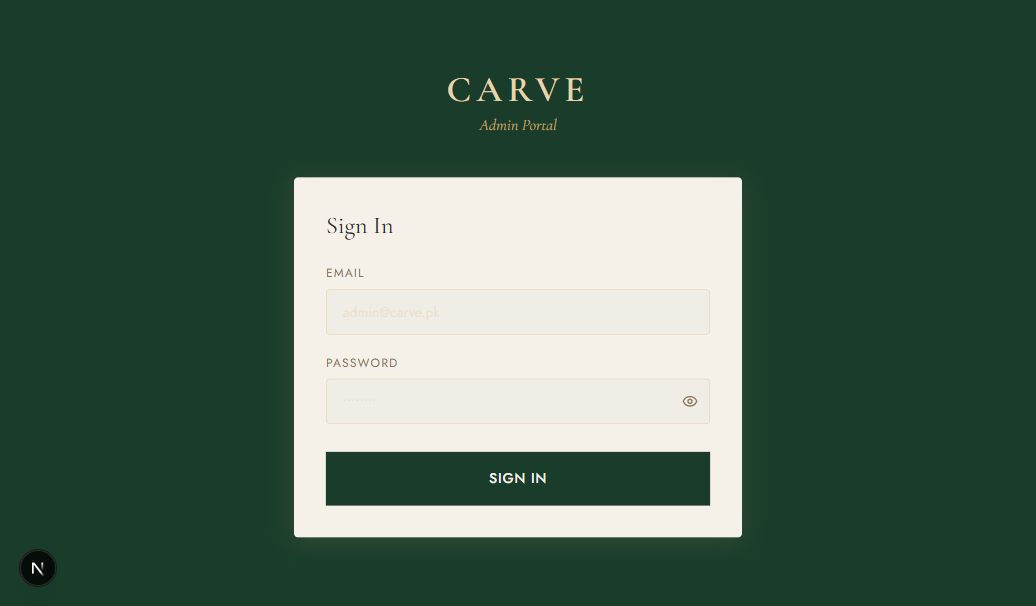 CARVE
Admin Portal
Sign In
EMAIL
admin@carve.pk
PASSWORD
········
SIGN IN
N